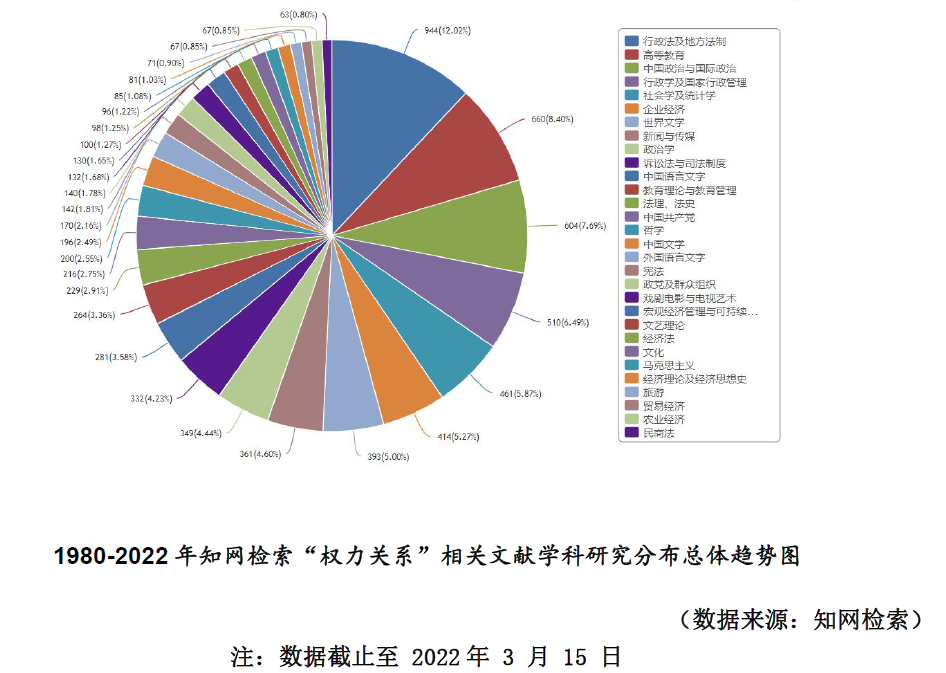 63(0.80%)
67(0.85%)
67(0.85%)
71(0.90%)
81(1.03%)
85(1.08%)
96(1.22%)
98(1.25%)
100(1.27%)
130(1.65%)
132(1.68%)
140(1.78%)
142(1.81%)
170(2.16%)
196(2.49%)
200(2.55%)
216(2.75%)
229(2.91%)
264(3.36%)
281(3.58%)
332(4.23%)
349(4.44%)
361(4.60%)
393(5.00%)
414(5.27%)
461(5.87%)
510(6.49%)
604(7.69%)
660(8.40%)
944(12.02%)
行政法及地方法制
高等教育
中国政治与国际政治
行政学及国家行政管理
社会学及统计学
企业经济
世界文学
新闻与传媒
政治学
诉讼法与司法制度
中国语言文字
教育理论与教育管理
法理、法史
中国共产党
哲学
中国文学
外国语言文字
宪法
政党及群众组织
戏剧电影与电视艺术
宏观经济管理与可持续...
文艺理论
经济法
文化
马克思主义
经济理论及经济思想史
旅游
贸易经济
农业经济
民商法
1980-2022 年知网检索“权力关系”相关文献学科研究分布总体趋势图
（数据来源：知网检索）
注：数据截止至 2022年 3 月 15 日